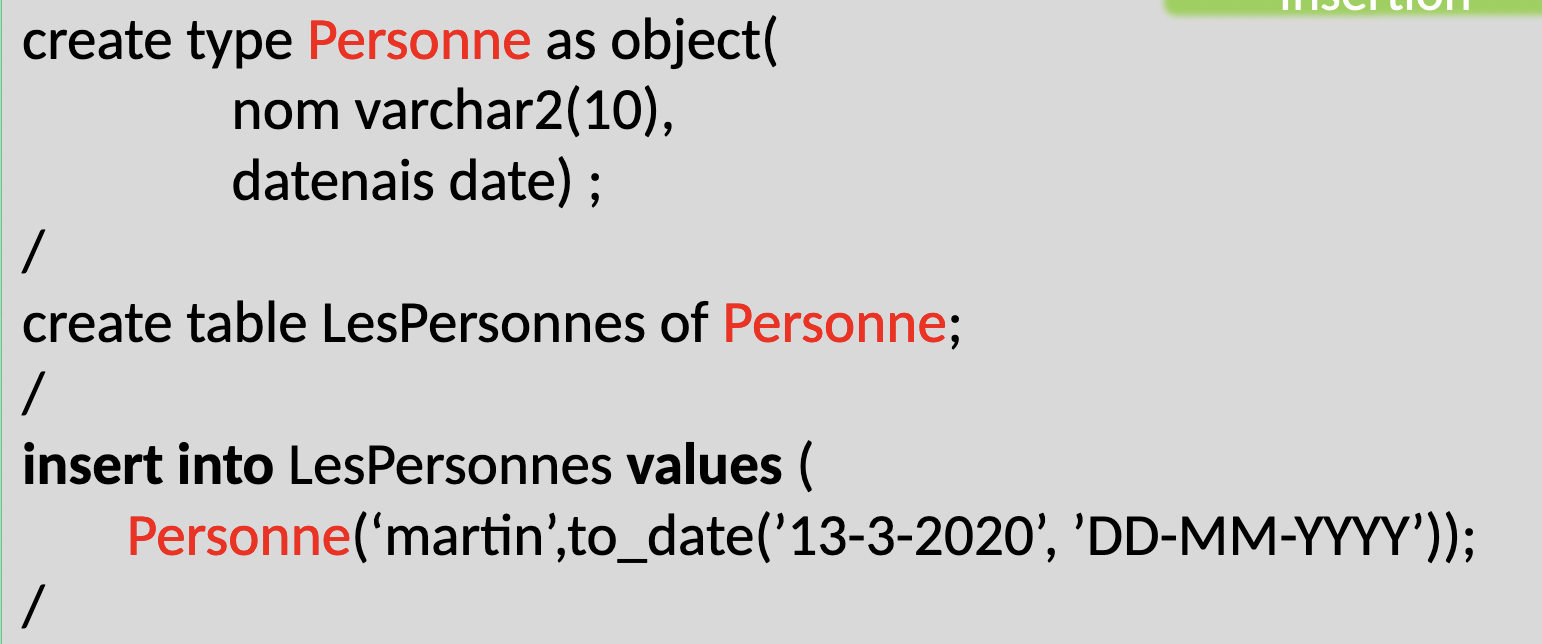 Insertion
create type Personne as object(
nom varchar2(10),
datenais date) ;
/
create table LesPersonnes of Personne;
/
insert into LesPersonnes values (
Personne(‘martin’,to_date(’13-3-2020’, ’DD-MM-YYYY’));
/